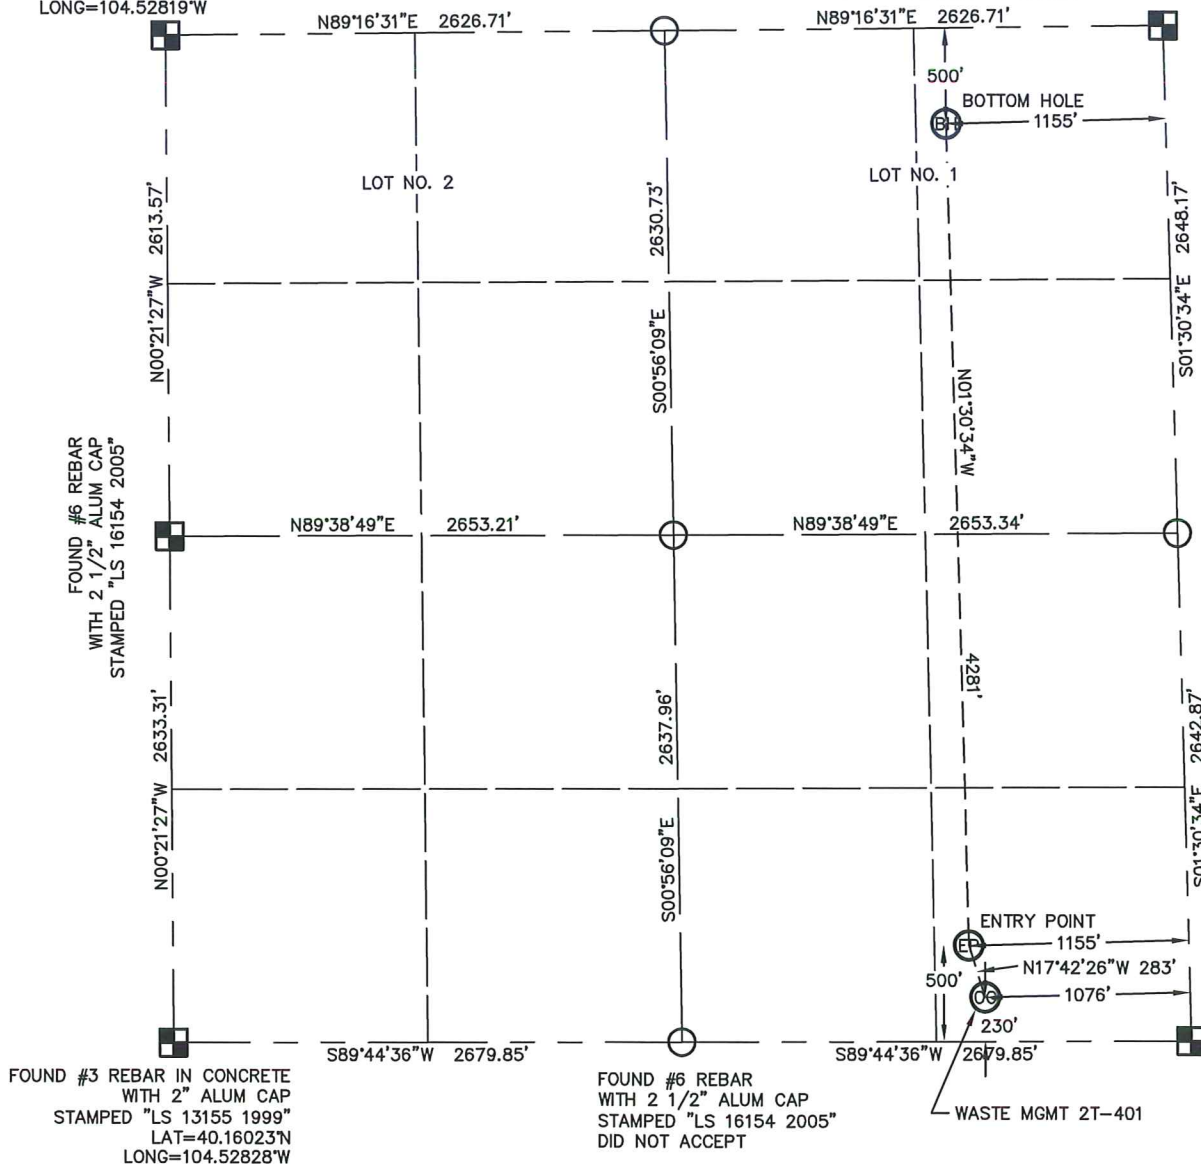 LONG=104.52819°W
N89°16'31"E 2626.71'
N89°16'31"E 2626.71'
500'
BOTTOM HOLE
BH
1155'
LOT NO. 2
LOT NO. 1
N00°21'27"W 2613.57'
S00°56'09"E 2630.73'
S01°30'34"E 2648.17'
N01°30'34"W 4281'
FOUND #6 REBAR
WITH 2 1/2" ALUM CAP
STAMPED "LS 16154 2005"
N89°38'49"E 2653.21'
N89°38'49"E 2653.34'
N00°21'27"W 2633.31'
S00°56'09"E 2637.96'
S01°30'34"E 2642.87'
ENTRY POINT
EP
1155'
N17°42'26"W 283'
500'
OG
1076'
230'
S89°44'36"W 2679.85'
S89°44'36"W 2679.85'
FOUND #3 REBAR IN CONCRETE
WITH 2" ALUM CAP
STAMPED "LS 13155 1999"
LAT=40.16023°N
LONG=104.52828°W
FOUND #6 REBAR
WITH 2 1/2" ALUM CAP
STAMPED "LS 16154 2005"
DID NOT ACCEPT
WASTE MGMT 2T-401